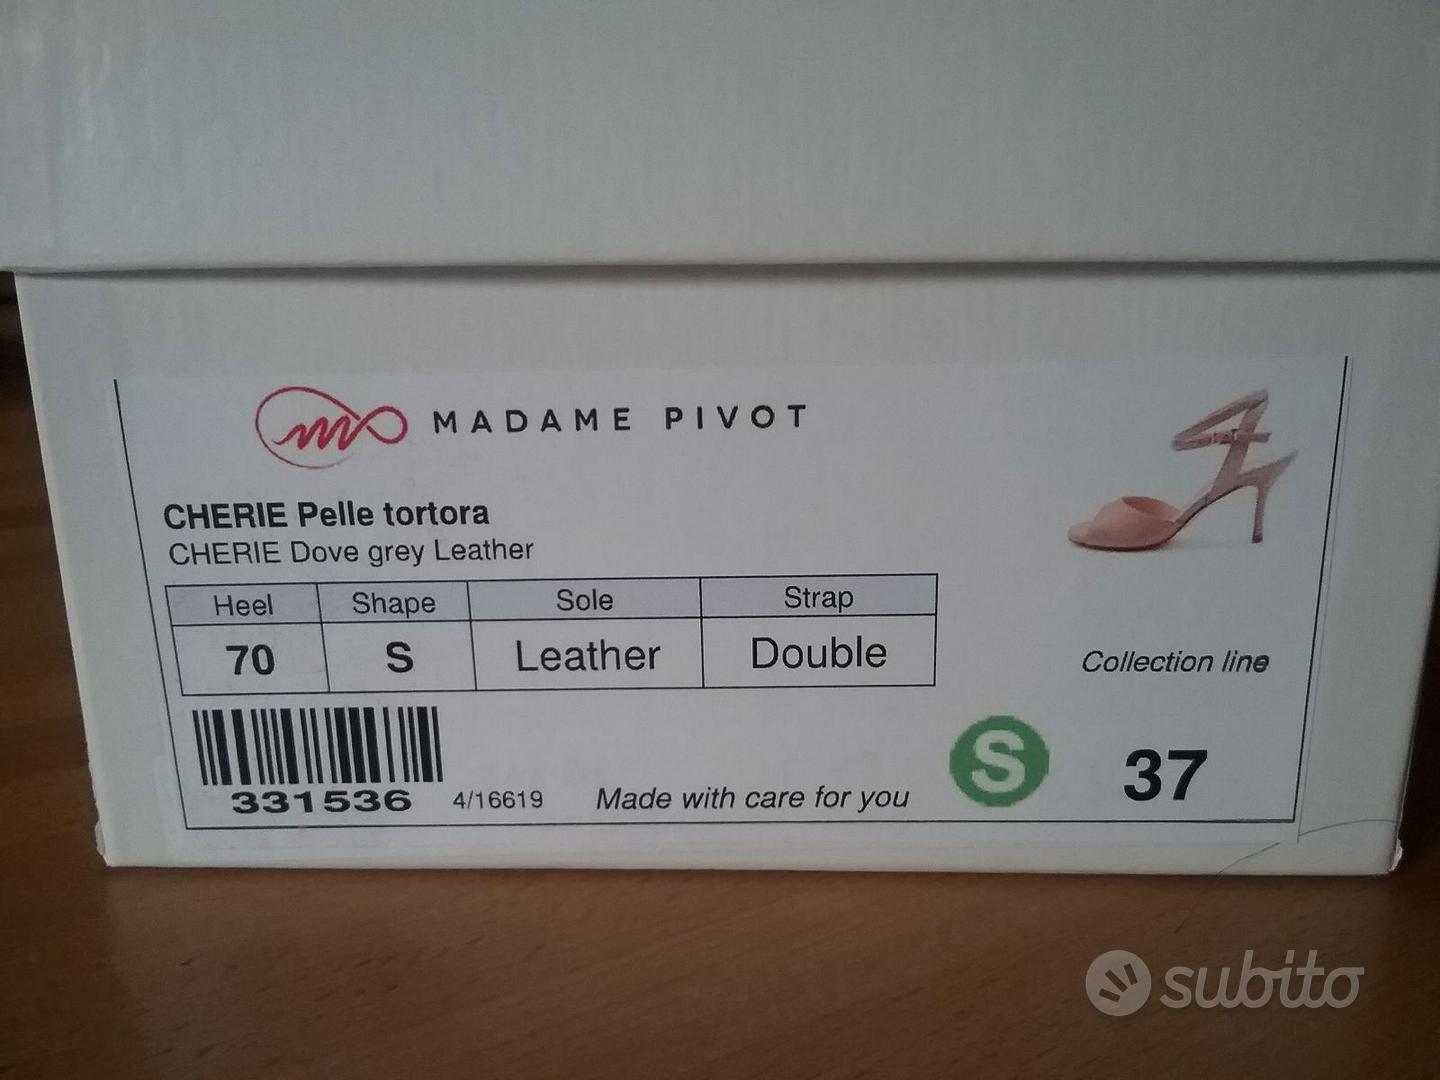 MADAME PIVOT
CHERIE Pelle tortora
CHERIE Dove grey Leather
Heel Shape Sole Strap
70 S Leather Double
Collection line
331536 4/16619 Made with care for you S 37
subito